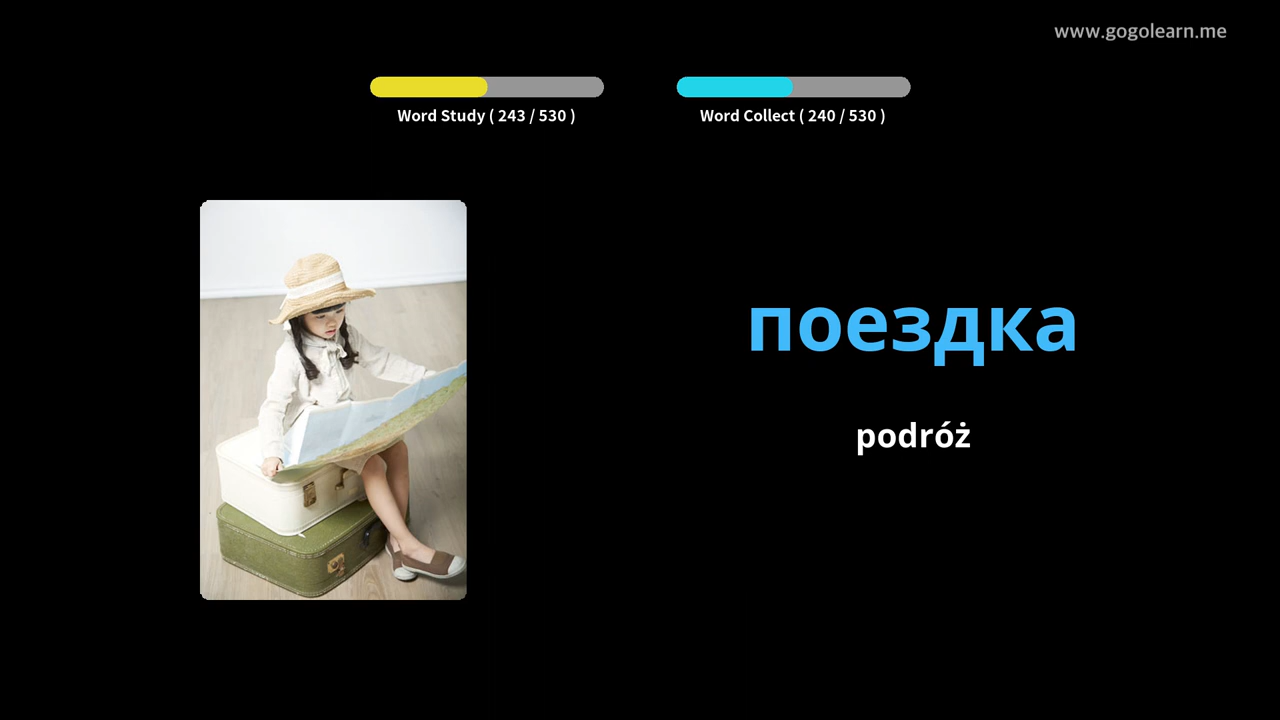 www.gogolearn.me
Word Study ( 243 / 530 )
Word Collect ( 240 / 530 )
поездка
podróż